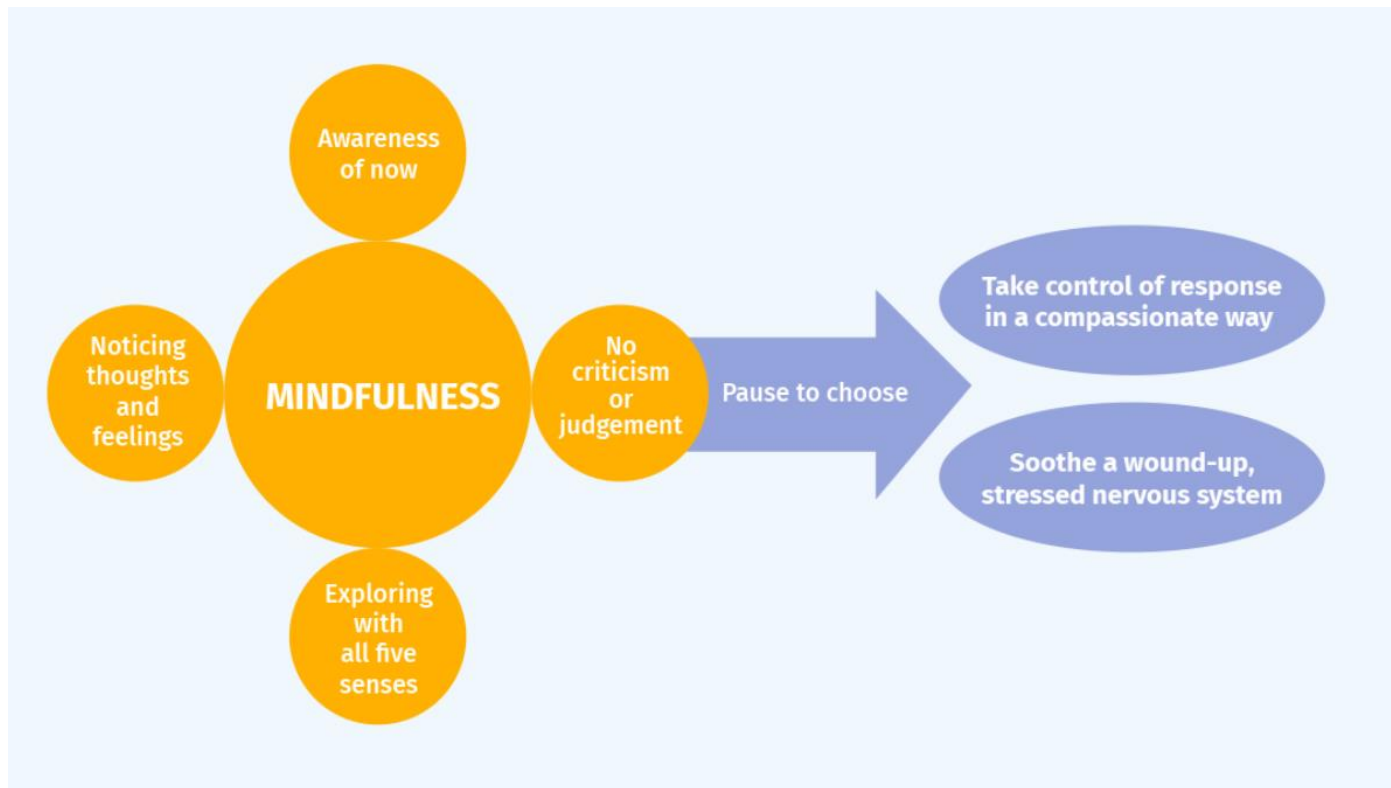 Awareness
of now
Noticing
thoughts
and
feelings
MINDFULNESS
No
criticism
or
judgement
Exploring
with
all five
senses
Pause to choose
Take control of response
in a compassionate way
Soothe a wound-up,
stressed nervous system